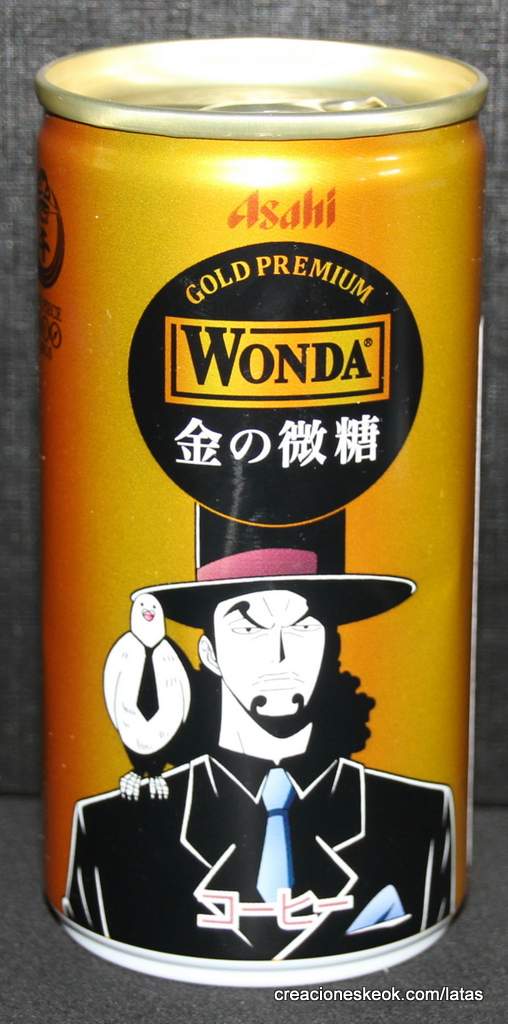 Asahi
GOLD PREMIUM
WONDA®
金の微糖
コーヒー
creacioneskeok.com/latas